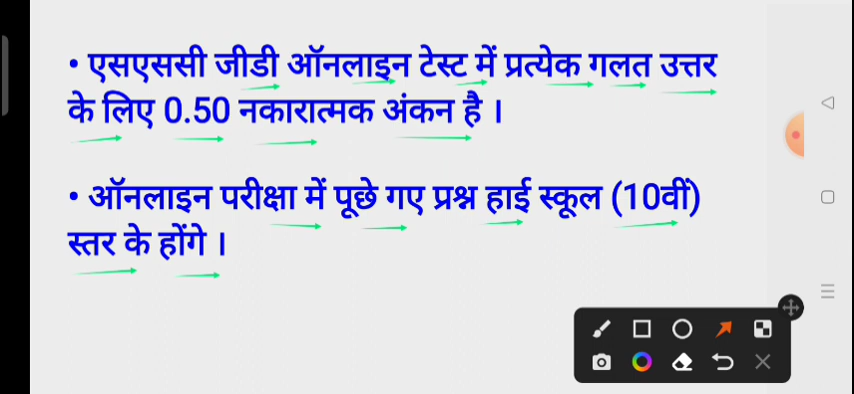 • एसएससी जीडी ऑनलाइन टेस्ट में प्रत्येक गलत उत्तर
के लिए 0.50 नकारात्मक अंकन है ।
• ऑनलाइन परीक्षा में पूछे गए प्रश्न हाई स्कूल (10वीं)
स्तर के होंगे ।